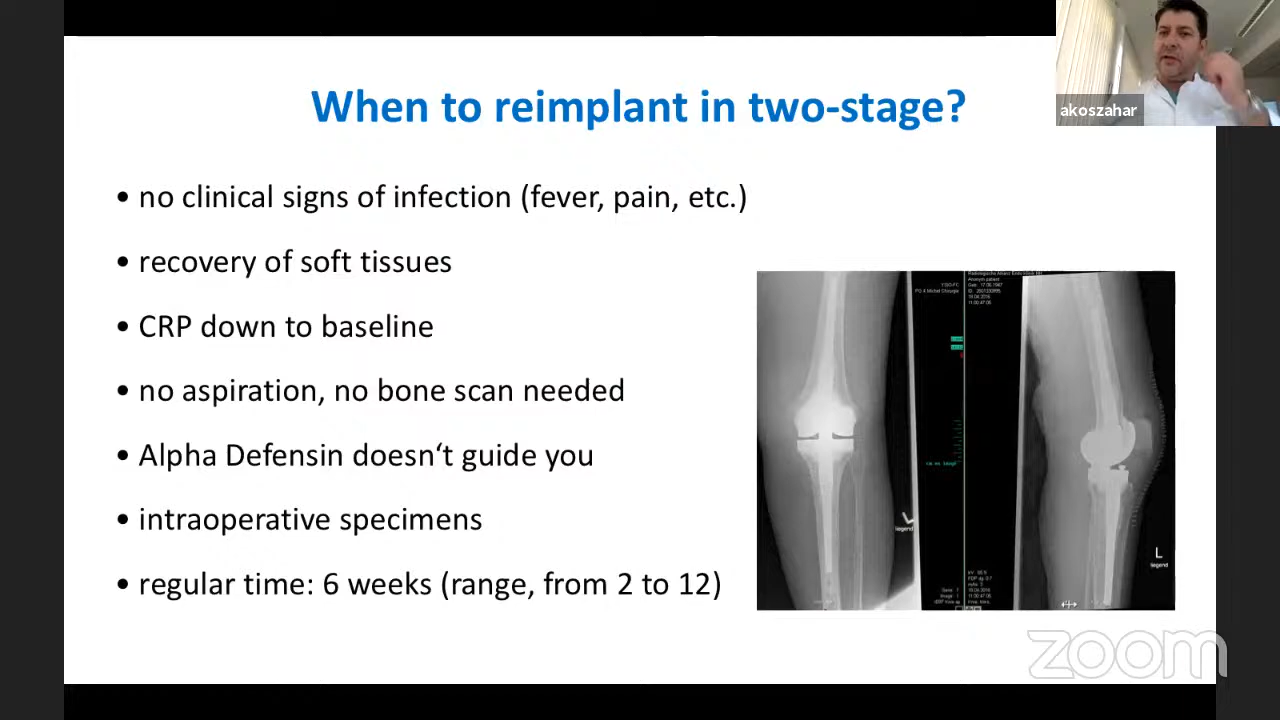 When to reimplant in two-stage?
akoszahar
• no clinical signs of infection (fever, pain, etc.)
• recovery of soft tissues
• CRP down to baseline
• no aspiration, no bone scan needed
• Alpha Defensin doesn‘t guide you
• intraoperative specimens
• regular time: 6 weeks (range, from 2 to 12)
liegend
L
liegend
zoom